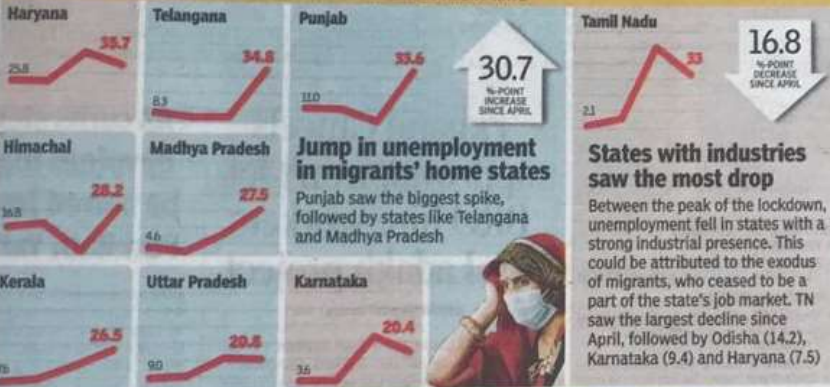 Haryana
35.7
25.8
Telangana
34.8
8.3
Punjab
33.6
11.0
30.7
%-POINT
INCREASE
SINCE APRIL
Tamil Nadu
33
2.1
16.8
%-POINT
DECREASE
SINCE APRIL
Himachal
28.2
16.8
Madhya Pradesh
27.5
4.6
Jump in unemployment
in migrants' home states
Punjab saw the biggest spike,
followed by states like Telangana
and Madhya Pradesh
States with industries
saw the most drop
Between the peak of the lockdown,
unemployment fell in states with a
strong industrial presence. This
could be attributed to the exodus
of migrants, who ceased to be a
part of the state's job market. TN
saw the largest decline since
April, followed by Odisha (14.2),
Karnataka (9.4) and Haryana (7.5)
Kerala
26.5
Uttar Pradesh
20.8
9.0
Karnataka
20.4
3.6